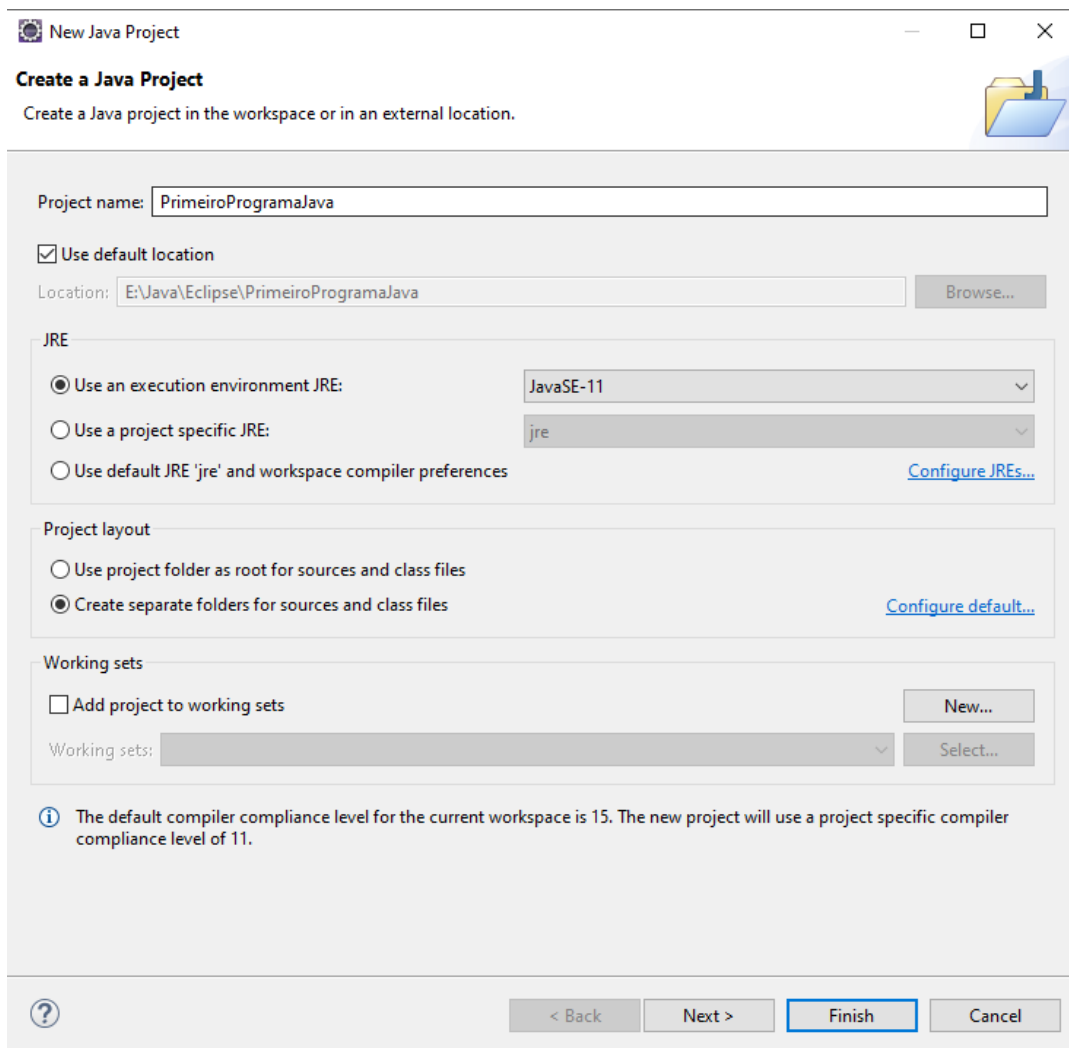 New Java Project
Create a Java Project
Create a Java project in the workspace or in an external location.
Project name: PrimeiroProgramaJava
Use default location
Location: E:\Java\Eclipse\PrimeiroProgramaJava Browse...
JRE
Use an execution environment JRE: JavaSE-11
Use a project specific JRE: jre
Use default JRE 'jre' and workspace compiler preferences Configure JREs...
Project layout
Use project folder as root for sources and class files
Create separate folders for sources and class files Configure default...
Working sets
Add project to working sets New...
Working sets: Select...
The default compiler compliance level for the current workspace is 15. The new project will use a project specific compiler
compliance level of 11.
< Back Next > Finish Cancel